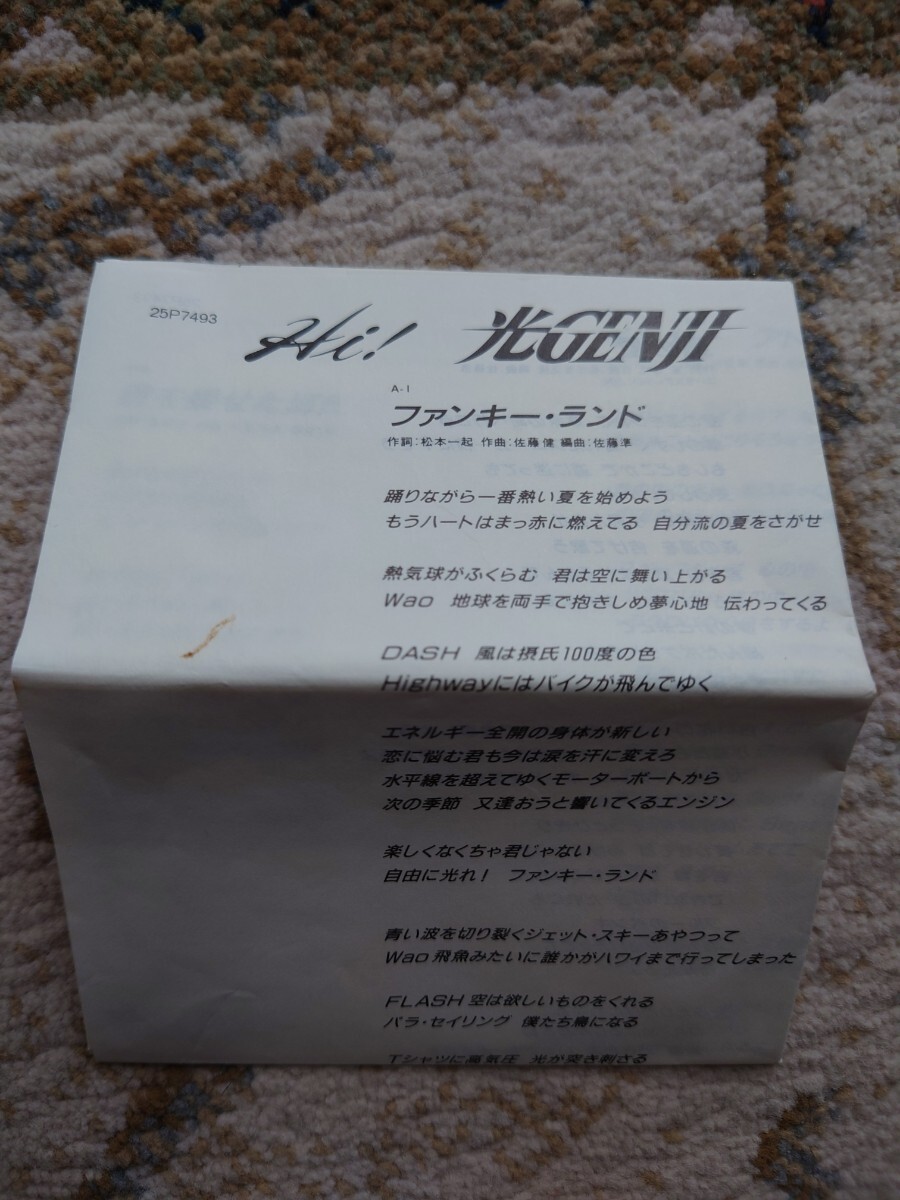 25P7493
Hi!
光GENJI
A-1
ファンキー・ランド
作詞:松本一起 作曲:佐藤健 編曲:佐藤準
踊りながら一番熱い夏を始めよう
もうハートはまっ赤に燃えてる 自分流の夏をさがせ
熱気球がふくらむ 君は空に舞い上がる
Wao 地球を両手で抱きしめ夢心地 伝わってくる
DASH 風は摂氏100度の色
Highwayにはバイクが飛んでゆく
エネルギー全開の身体が新しい
恋に悩む君も今は涙を汗に変えろ
水平線を超えてゆくモーターボートから
次の季節 又逢おうと響いてくるエンジン
楽しくなくちゃ君じゃない
自由に光れ! ファンキー・ランド
青い波を切り裂くジェット・スキーあやつって
Wao 飛魚みたいに誰かがハワイまで行ってしまった
FLASH 空は欲しいものをくれる
パラ・セイリング 僕たち鳥になる
Tシャツに高気圧 光が突き刺さる